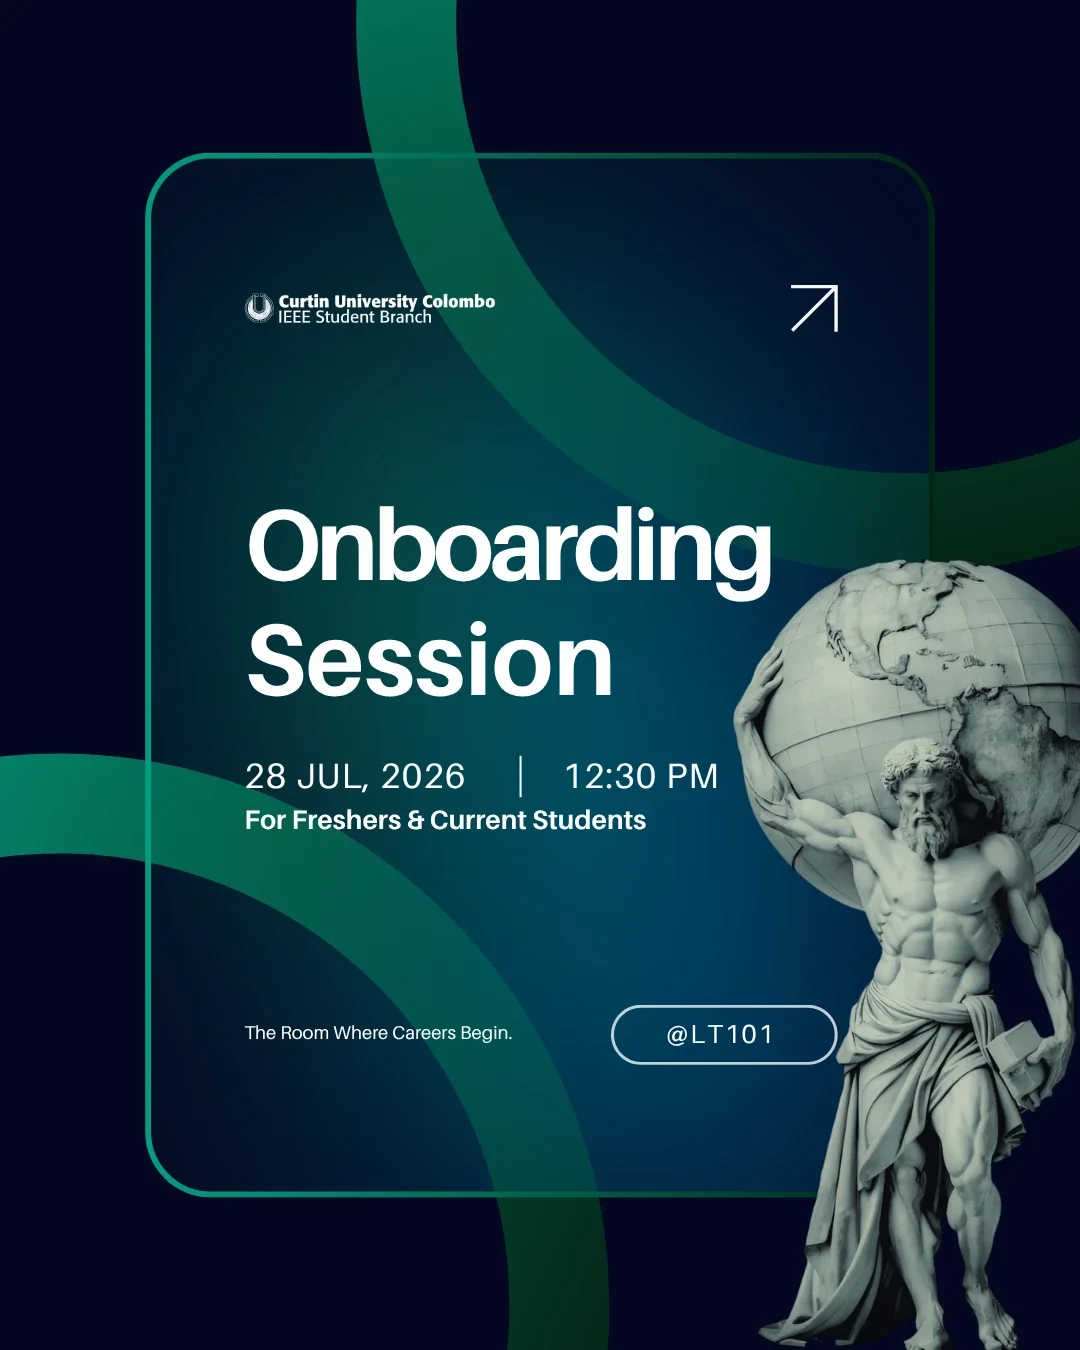 Curtin University Colombo
IEEE Student Branch
Onboarding
Session
28 JUL, 2026 | 12:30 PM
For Freshers & Current Students
The Room Where Careers Begin.
@LT101